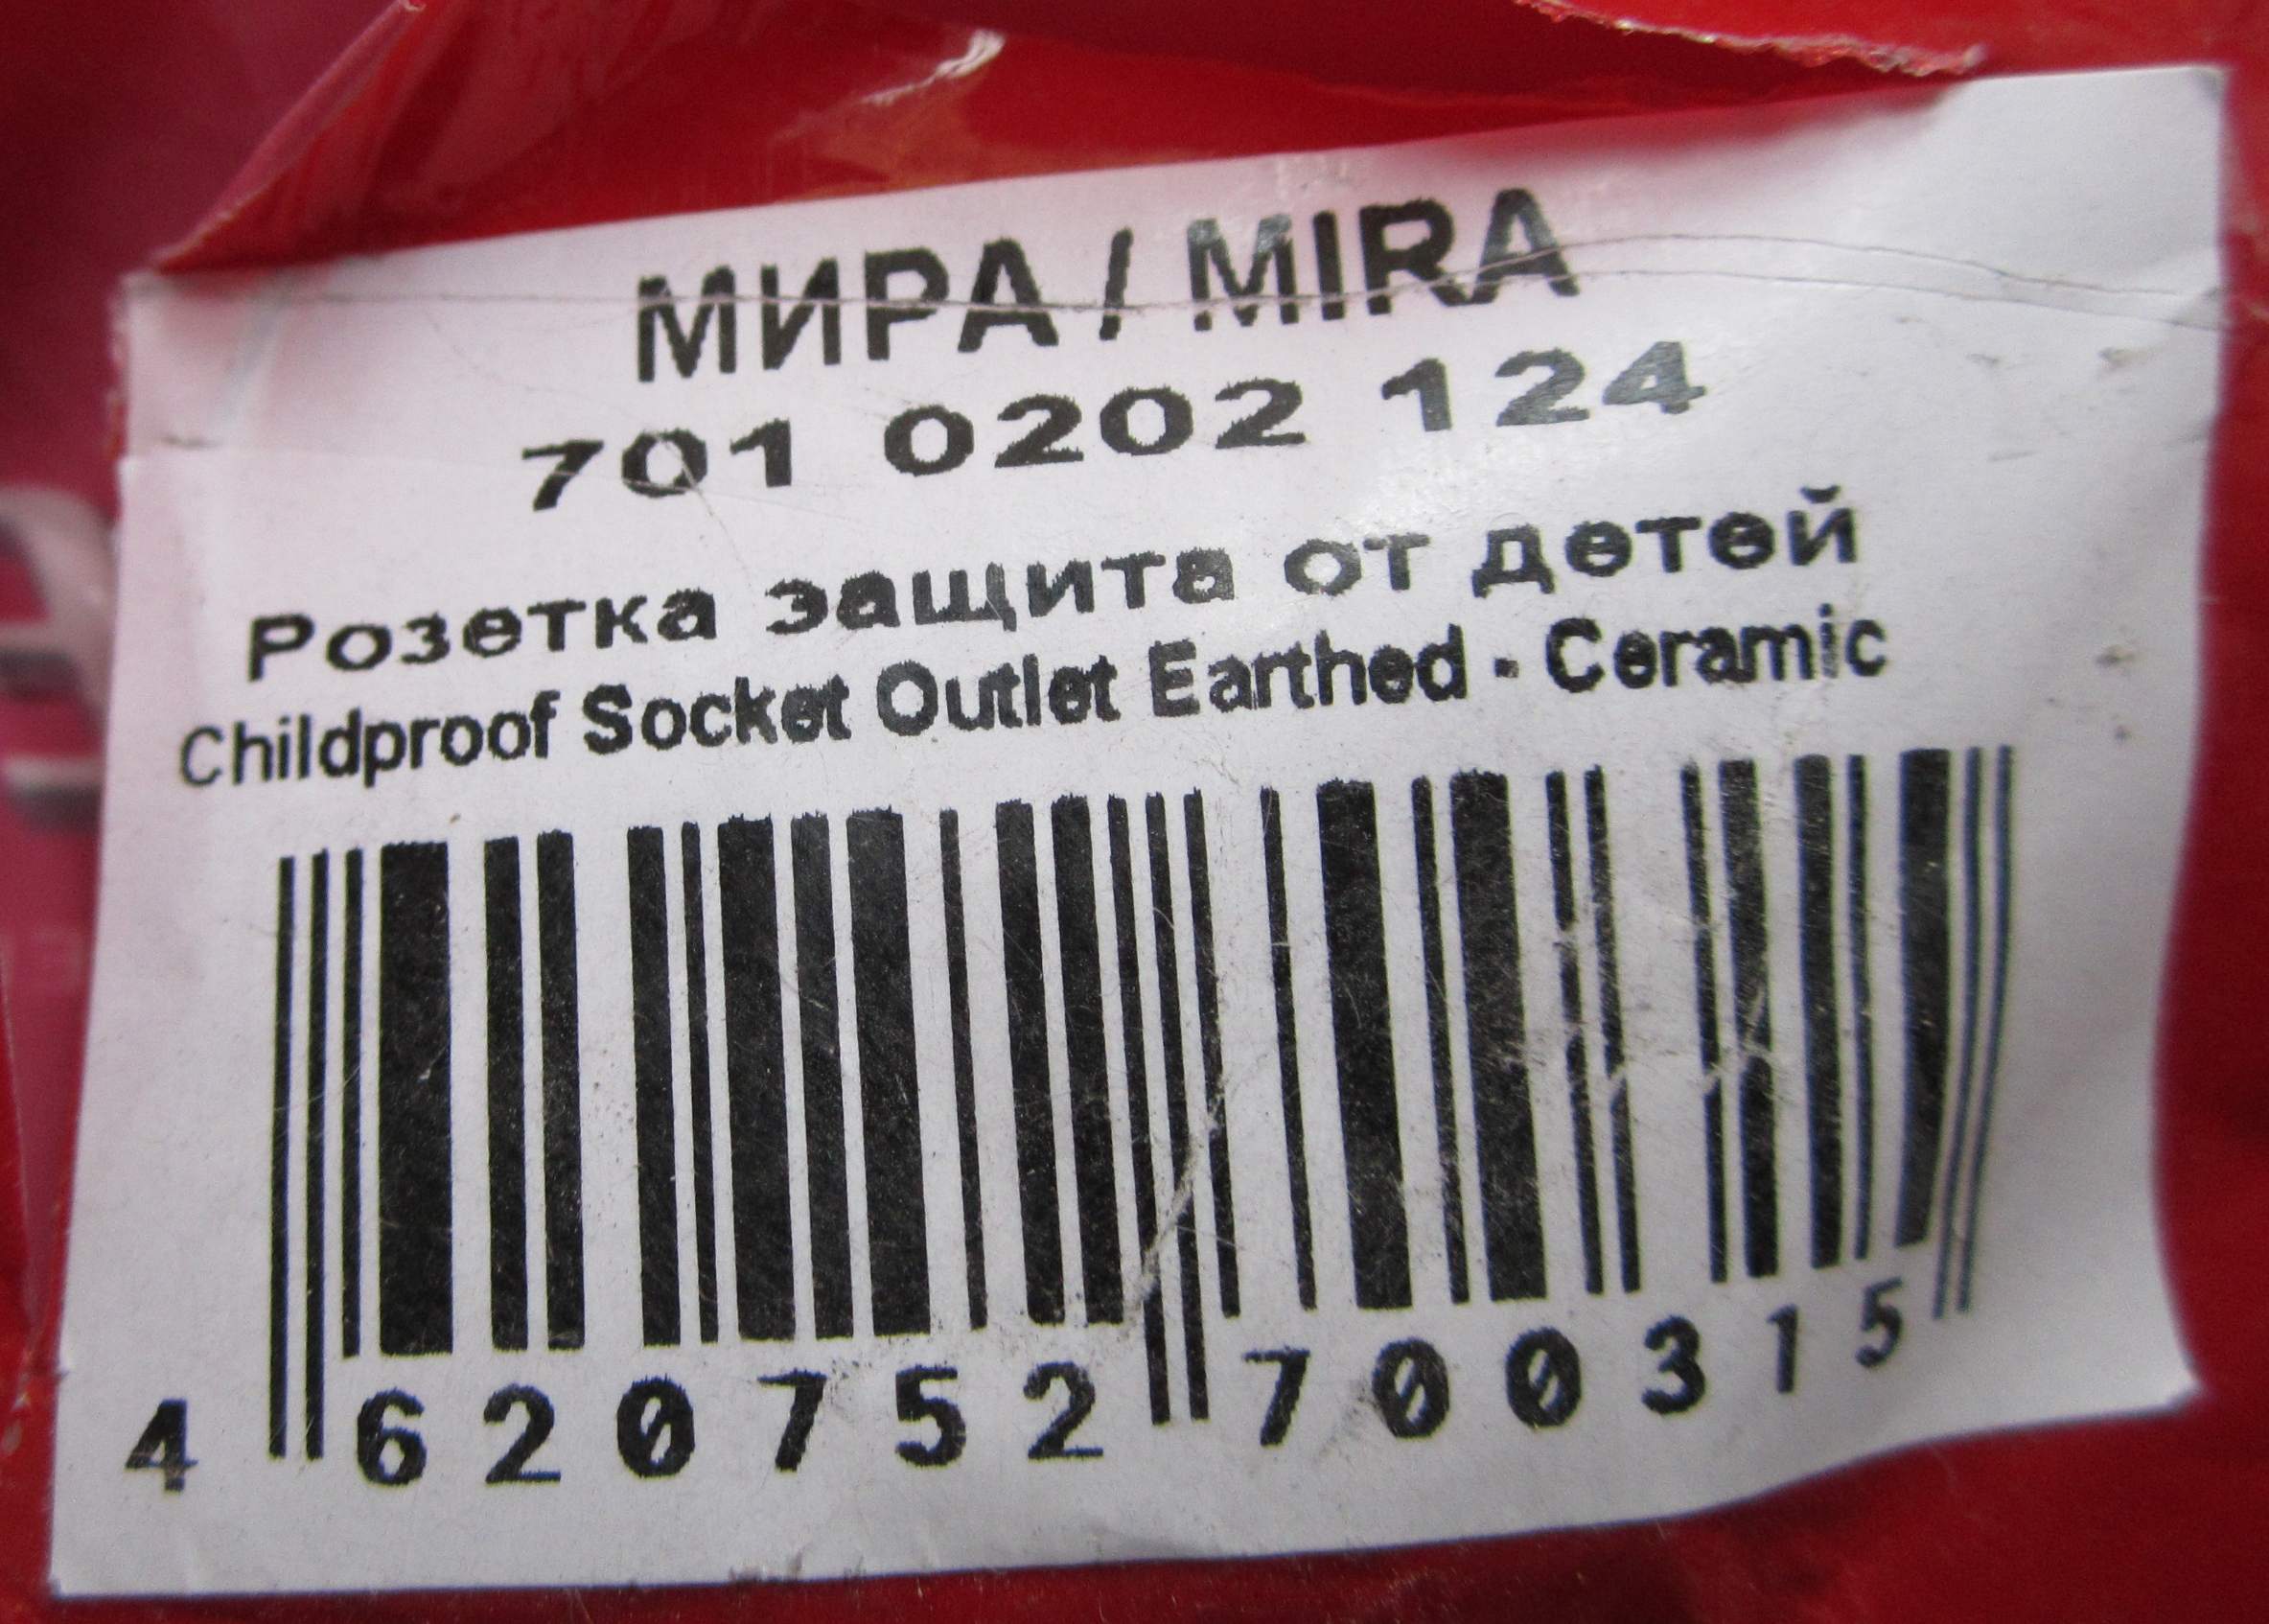 МИРА / MIRA
701 0202 124
Розетка защита от детей
Childproof Socket Outlet Earthed - Ceramic
4 620752 700315